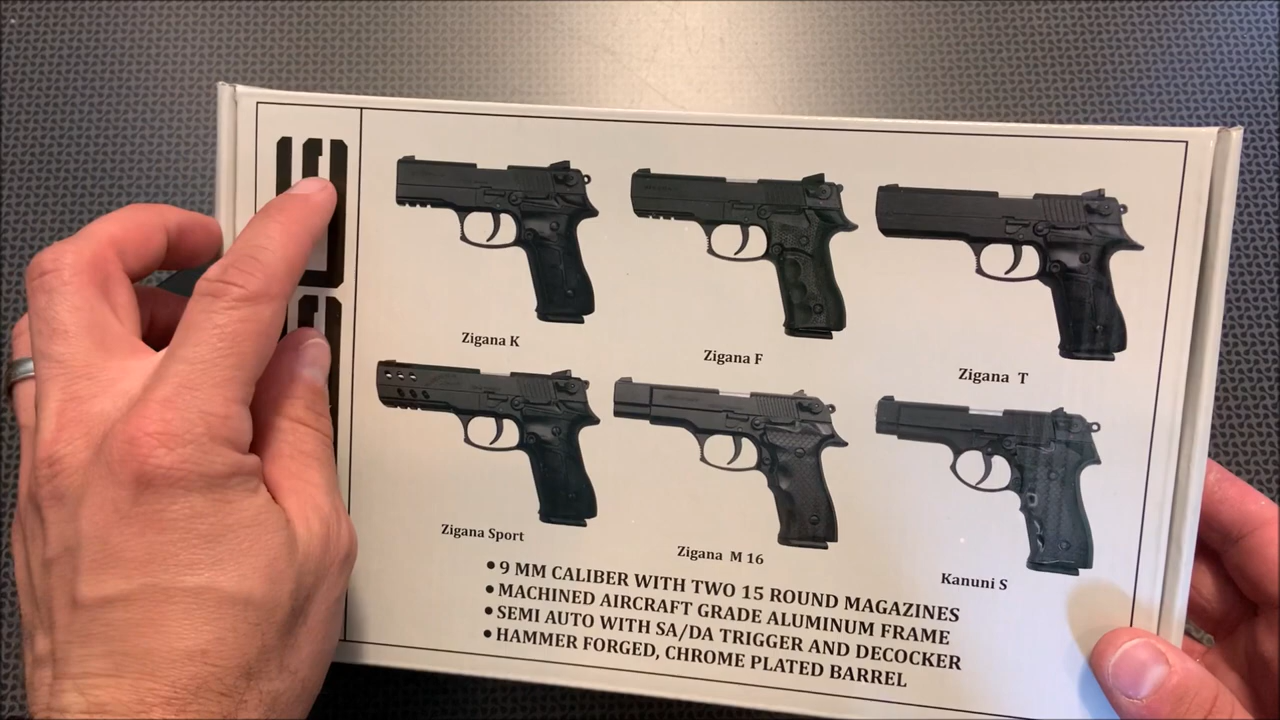 Zigana K
Zigana F
Zigana T
Zigana Sport
Zigana M 16
Kanuni S
• 9 MM CALIBER WITH TWO 15 ROUND MAGAZINES
• MACHINED AIRCRAFT GRADE ALUMINUM FRAME
• SEMI AUTO WITH SA/DA TRIGGER AND DECOCKER
• HAMMER FORGED, CHROME PLATED BARREL